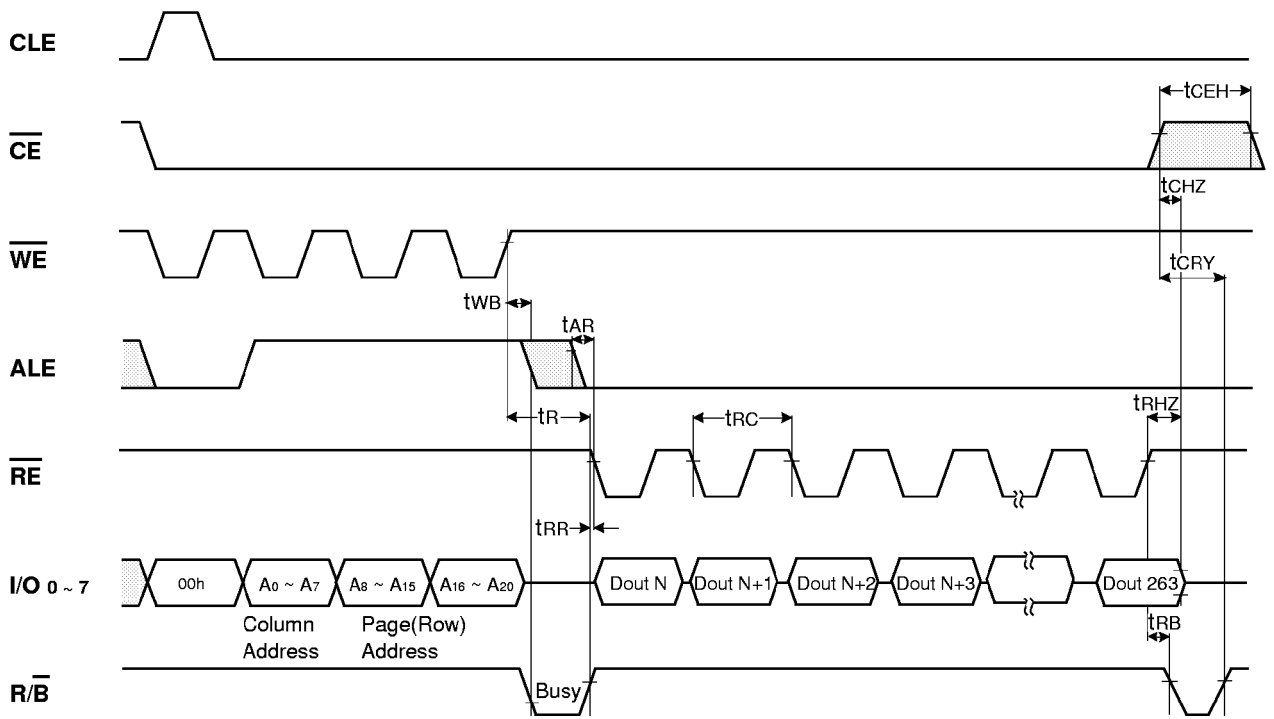 CLE
tCEH
CE
tCHZ
WE
tCRY
tWB
tAR
ALE
tR
tRC
tRHZ
RE
tRR
I/O 0 ~ 7
00h
A0 ~ A7
A8 ~ A15
A16 ~ A20
Dout N
Dout N+1
Dout N+2
Dout N+3
Dout 263
Column
Address
Page(Row)
Address
tRB
R/B
Busy